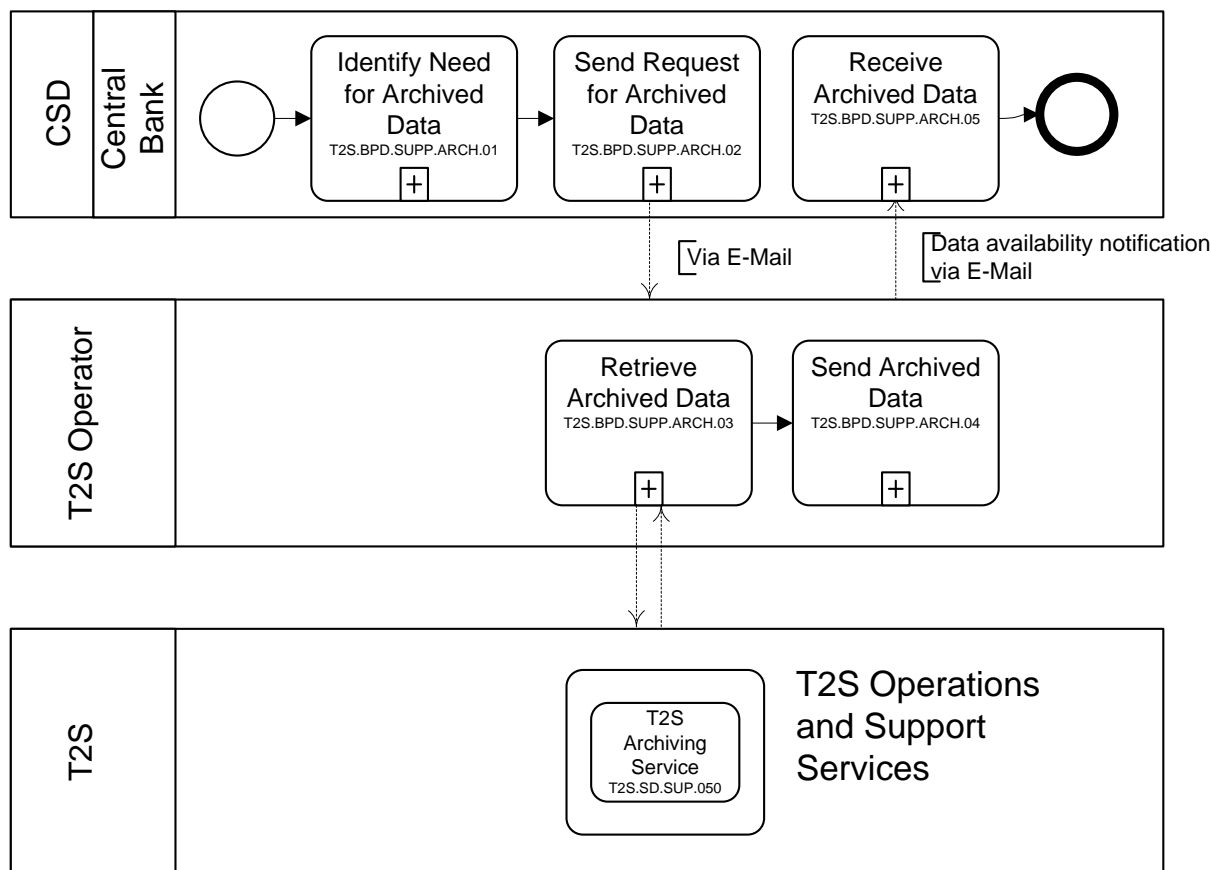 CSD
Central
Bank
Identify Need
for Archived
Data
T2S.BPD.SUPP.ARCH.01
Send Request
for Archived
Data
T2S.BPD.SUPP.ARCH.02
Receive
Archived Data
T2S.BPD.SUPP.ARCH.05
Via E-Mail
Data availability notification
via E-Mail
T2S Operator
Retrieve
Archived Data
T2S.BPD.SUPP.ARCH.03
Send Archived
Data
T2S.BPD.SUPP.ARCH.04
T2S
T2S
Archiving
Service
T2S.SD.SUP.050
T2S Operations
and Support
Services